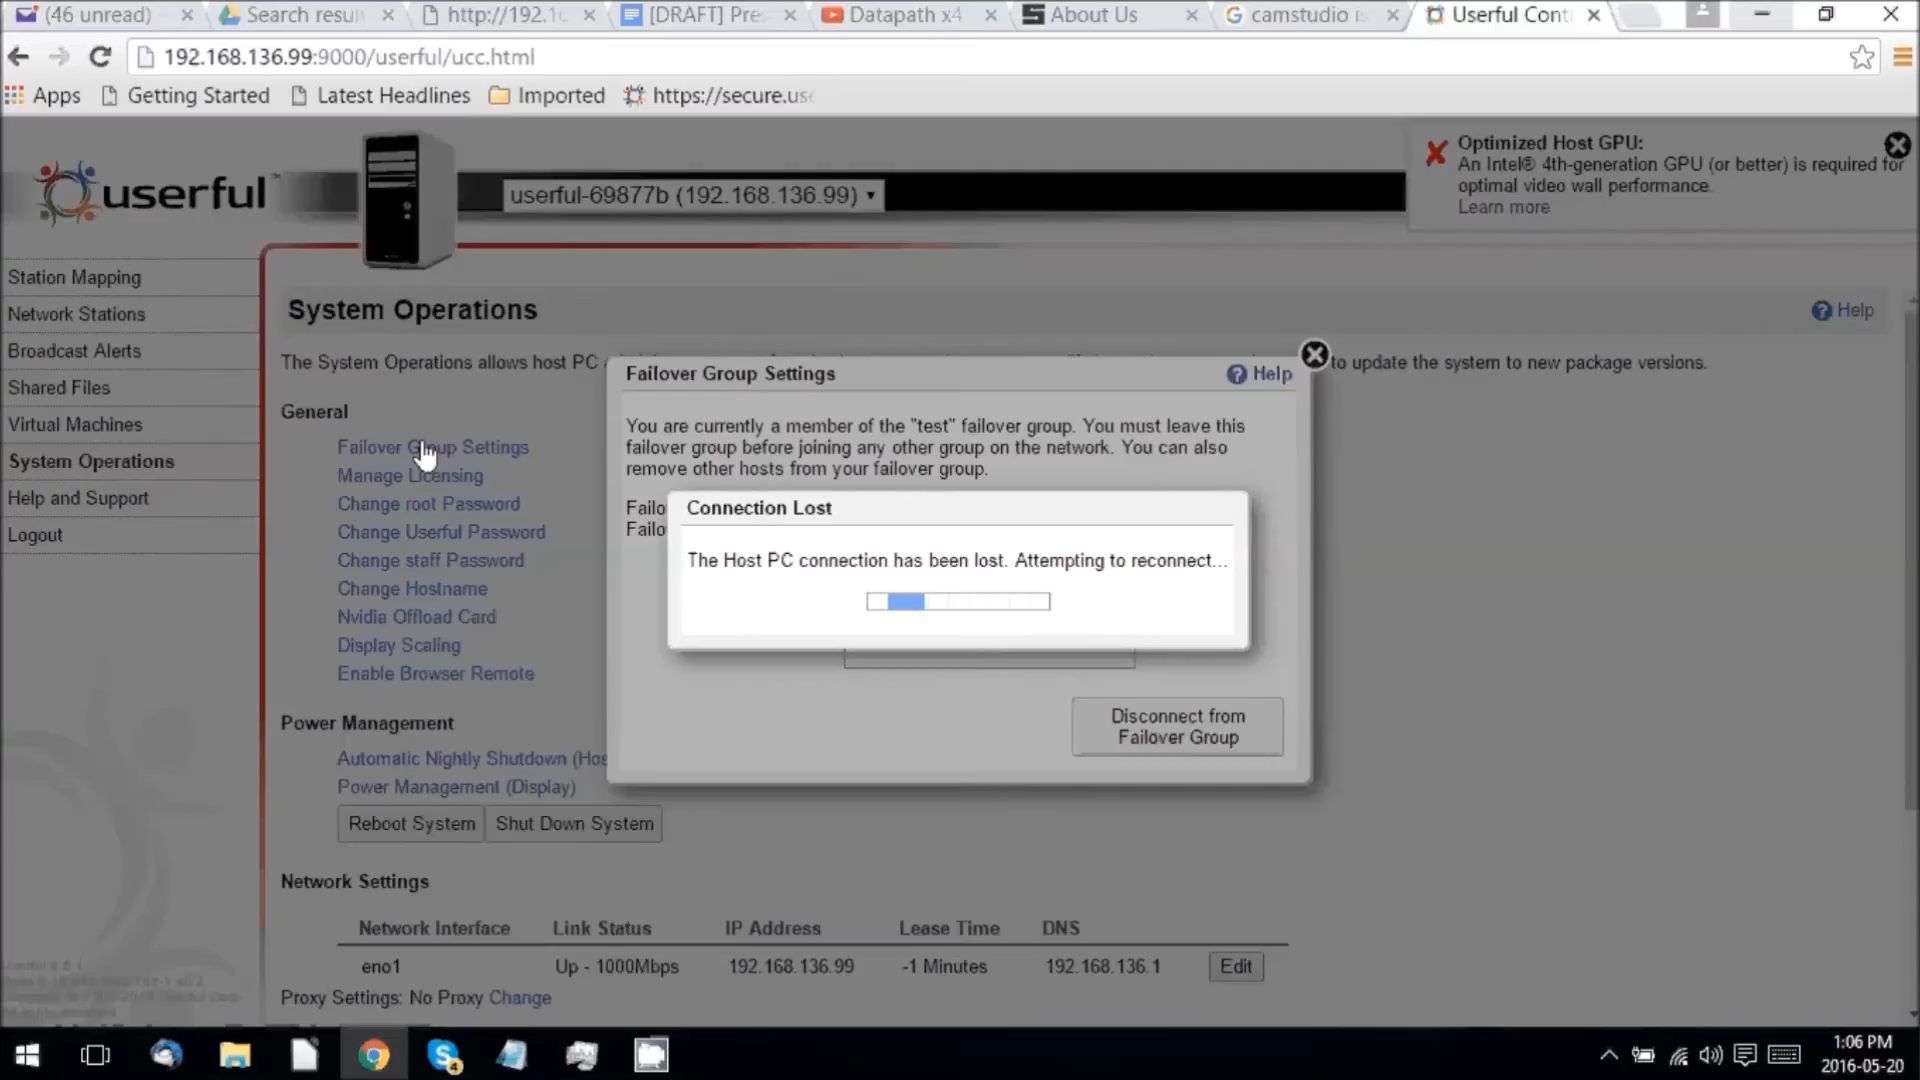 (46 unread)
Search resul
http://192.1
[DRAFT] Pre
Datapath x4
About Us
camstudio
Userful Cont
192.168.136.99:9000/userful/ucc.html
Apps
Getting Started
Latest Headlines
Imported
https://secure.us
userful
userful-69877b (192.168.136.99)
Optimized Host GPU:
An Intel® 4th-generation GPU (or better) is required for
optimal video wall performance.
Learn more
Station Mapping
Network Stations
Broadcast Alerts
Shared Files
Virtual Machines
System Operations
Help and Support
Logout
System Operations
Help
The System Operations allows host PC
to update the system to new package versions.
General
Failover Group Settings
Manage Licensing
Change root Password
Change Userful Password
Change staff Password
Change Hostname
Nvidia Offload Card
Display Scaling
Enable Browser Remote
Power Management
Automatic Nightly Shutdown (Hos
Power Management (Display)
Reboot System
Shut Down System
Failover Group Settings
Help
You are currently a member of the "test" failover group. You must leave this
failover group before joining any other group on the network. You can also
remove other hosts from your failover group.
Failo
Failo
Connection Lost
The Host PC connection has been lost. Attempting to reconnect...
Disconnect from
Failover Group
Network Settings
Network Interface Link Status IP Address Lease Time DNS
eno1 Up - 1000Mbps 192.168.136.99 -1 Minutes 192.168.136.1 Edit
Proxy Settings: No Proxy Change
4
1:06 PM
2016-05-20